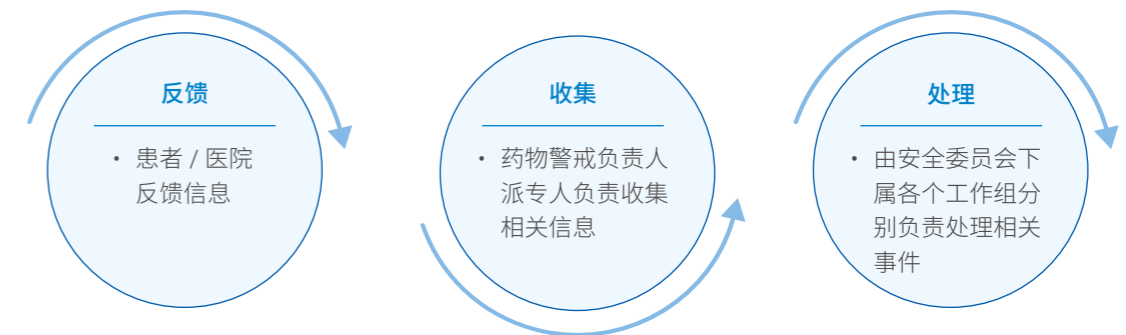 反馈
• 患者 / 医院
反馈信息
收集
• 药物警戒负责人
派专人负责收集
相关信息
处理
• 由安全委员会下
属各个工作组分
别负责处理相关
事件